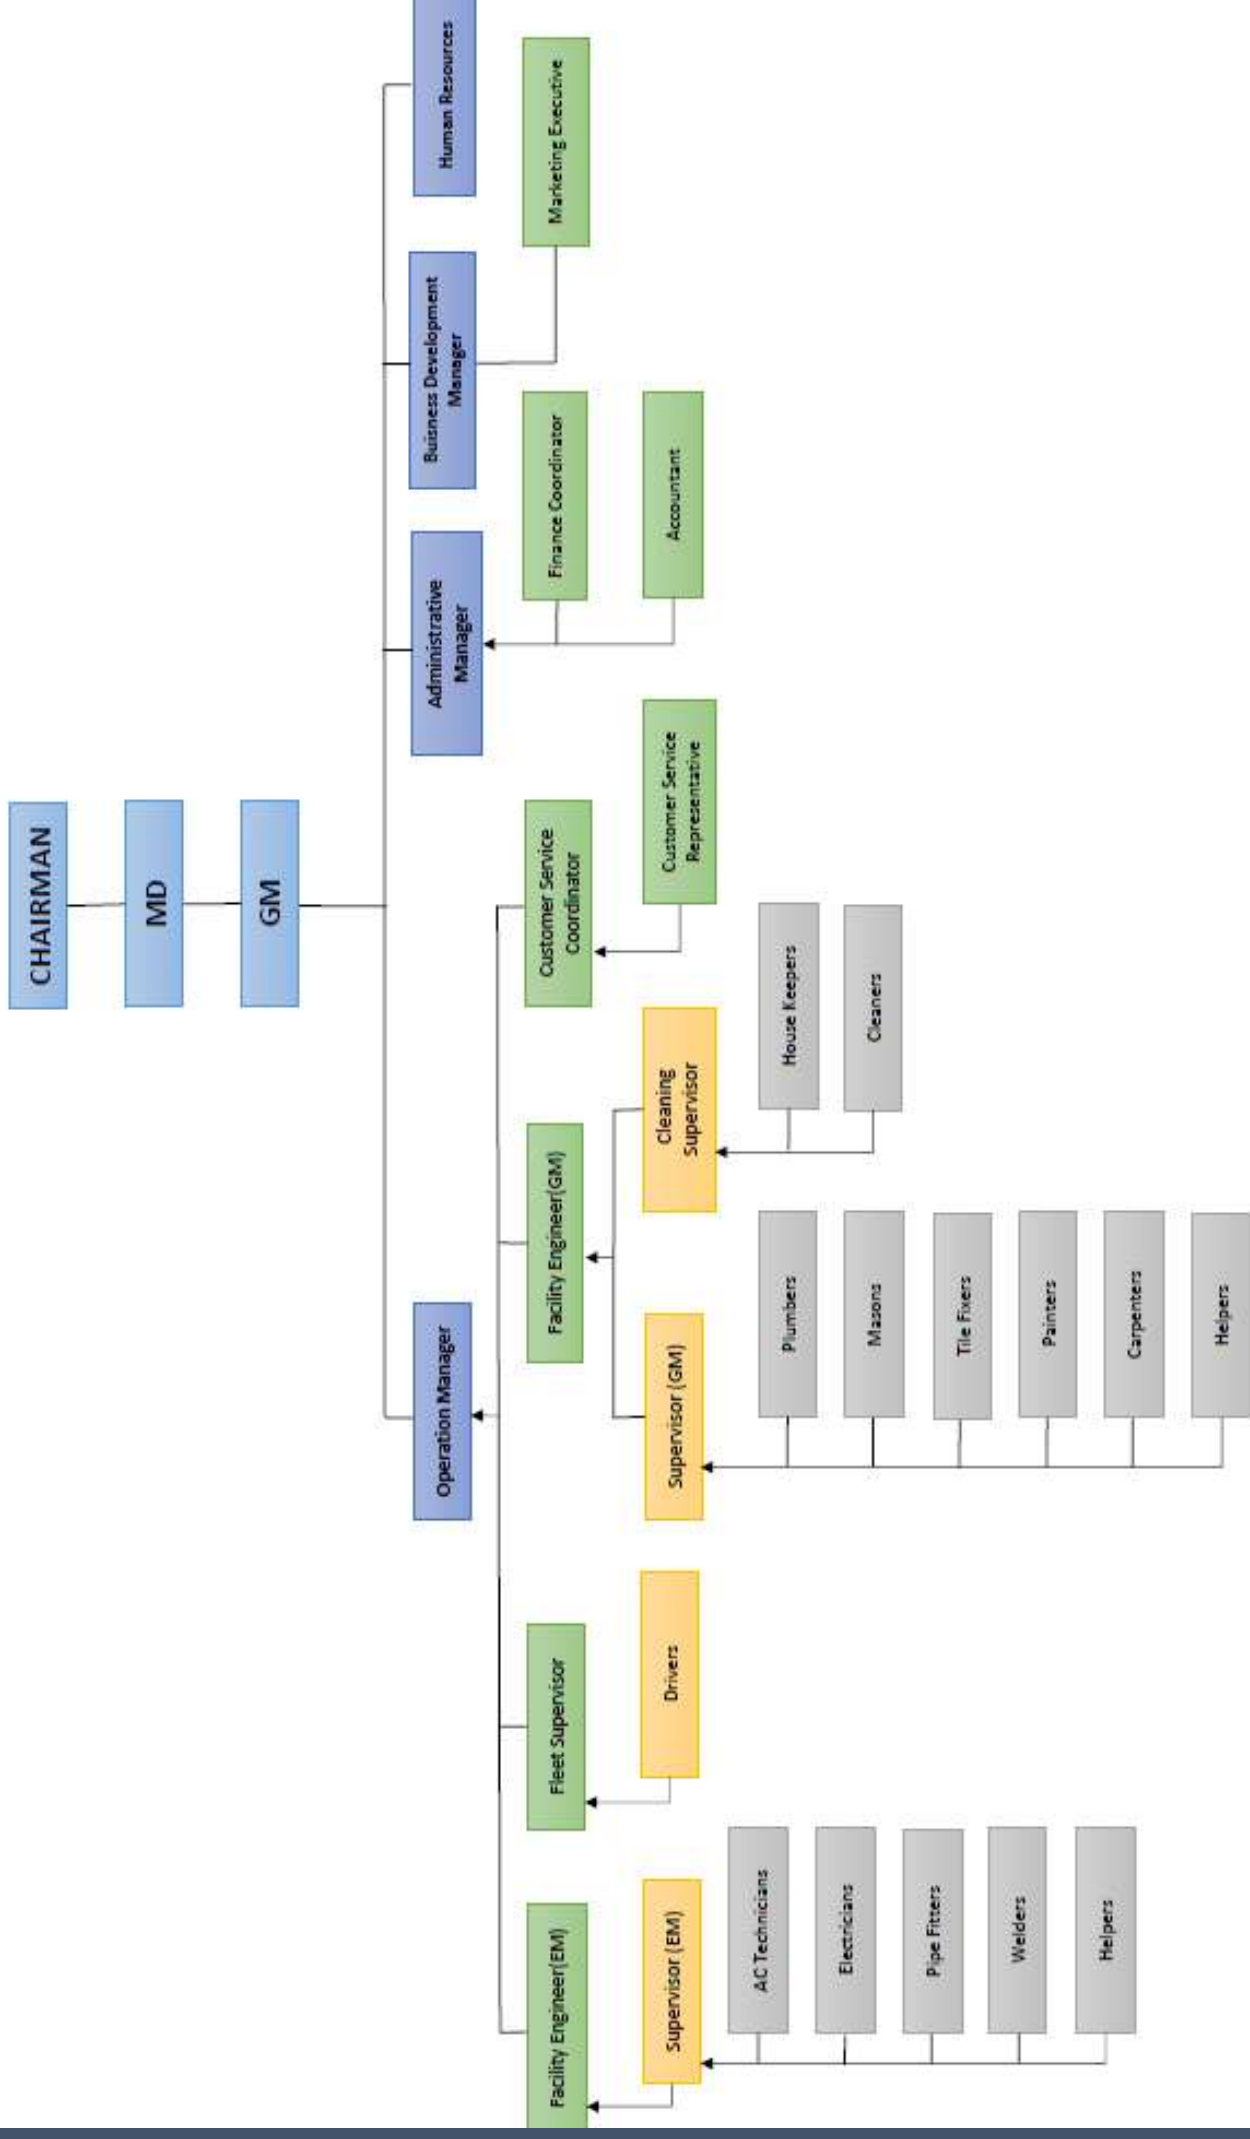 CHAIRMAN
MD
GM
Operation Manager
Administrative
Manager
Buisness Development
Manager
Human Resources
Facility Engineer(EM)
Fleet Supervisor
Facility Engineer(GM)
Customer Service
Coordinator
Finance Coordinator
Marketing Executive
Supervisor (EM)
Drivers
Supervisor (GM)
Cleaning
Supervisor
Customer Service
Representative
Accountant
AC Technicians
Electricians
Pipe Fitters
Welders
Helpers
Plumbers
Masons
Tile Fixers
Painters
Carpenters
Helpers
House Keepers
Cleaners